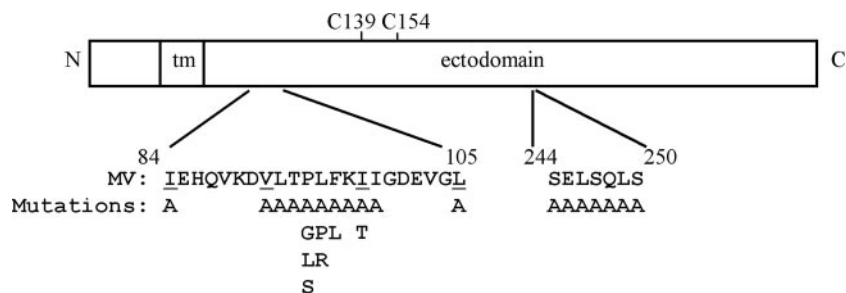 C139 C154
N tm ectodomain C
84 105 244 250
MV: IEHQVKDVLTPLFKIIGDEVGL SELSQLS
Mutations: A AAAAAAAAA A AAAAAAA
GPL T
LR
S